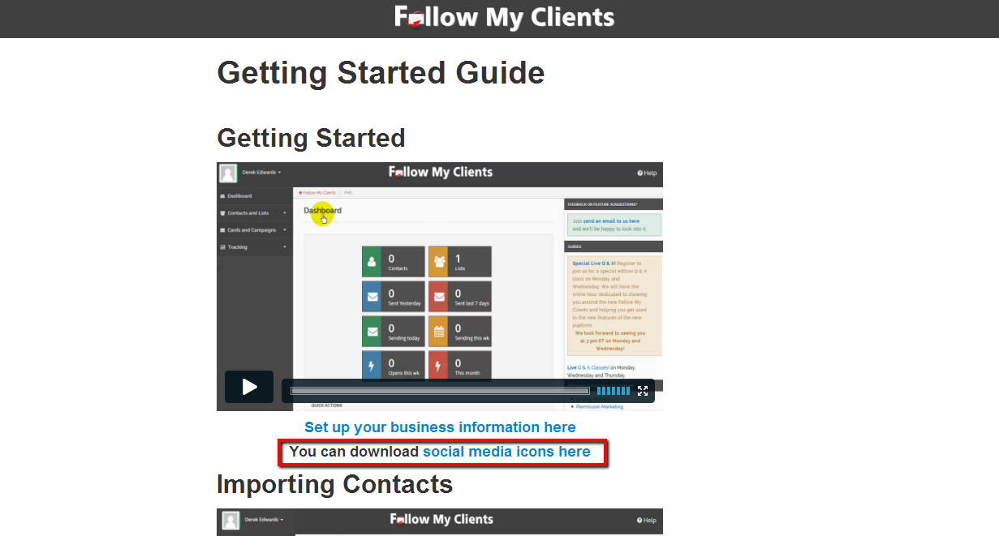 Follow My Clients
Getting Started Guide
Getting Started
Derek Edwards
Follow My Clients
Help
Dashboard
Contacts and Lists
Cards and Campaigns
Tracking
Follow My Clients / FMC
Dashboard
0
Contacts
1
Lists
0
Sent Yesterday
0
Sent last 7 days
0
Sending today
0
Sending this wk
0
Opens this wk
0
This month
QUICK ACTIONS
FEEDBACK OR FEATURE SUGGESTIONS?
Just send an email to us here
and we'll be happy to look into it.
GUIDES
Special Live Q & A! Register to
join us for a special edition Q & A
class on Monday and
Wednesday. We will have the
entire hour dedicated to showing
you around the new Follow My
Clients and helping you get used
to the new features of the new
platform.
We look forward to seeing you
at 3 pm ET on Monday and
Wednesday!
Live Q & A Classes! on Monday,
Wednesday and Thursday.
Permission Marketing
Set up your business information here
You can download social media icons here
Importing Contacts
Derek Edwards
Follow My Clients
Help